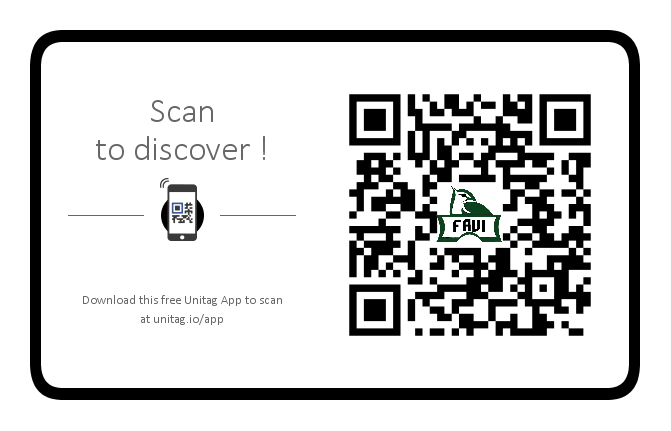 Scan
to discover !
Download this free Unitag App to scan
at unitag.io/app
FAVI